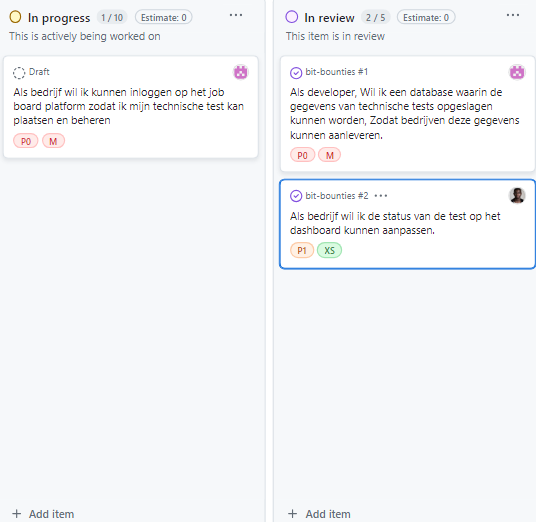 In progress 1 / 10 Estimate: 0
This is actively being worked on
Draft
Als bedrijf wil ik kunnen inloggen op het job
board platform zodat ik mijn technische test kan
plaatsen en beheren
P0 M
Add item
In review 2 / 5 Estimate: 0
This item is in review
bit-bounties #1
Als developer, Wil ik een database waarin de
gegevens van technische tests opgeslagen
kunnen worden, Zodat bedrijven deze gegevens
kunnen aanleveren.
P0 M
bit-bounties #2
Als bedrijf wil ik de status van de test op het
dashboard kunnen aanpassen.
P1 XS
Add item